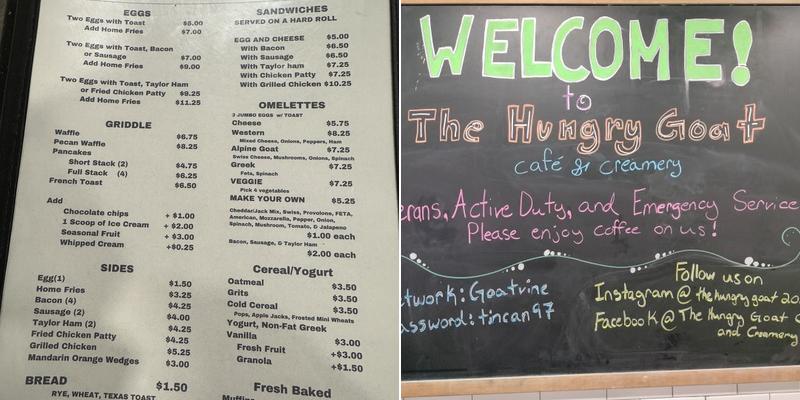 EGGS
Two Eggs with Toast $5.00
Add Home Fries $7.00
Two Eggs with Toast, Bacon
or Sausage $7.00
Add Home Fries $9.00
Two Eggs with Toast, Taylor Ham
or Fried Chicken Patty $9.25
Add Home Fries $11.25
GRIDDLE
Waffle $6.75
Pecan Waffle $8.25
Pancakes
Short Stack (2) $4.75
Full Stack (4) $6.25
French Toast $6.50
Add
Chocolate chips + $1.00
1 Scoop of Ice Cream + $2.00
Seasonal Fruit + $3.00
Whipped Cream +$0.25
SIDES
Egg(1) $1.50
Home Fries $3.25
Bacon (4) $4.25
Sausage (2) $4.00
Taylor Ham (2) $4.25
Fried Chicken Patty $4.25
Grilled Chicken $5.25
Mandarin Orange Wedges $3.00
BREAD $1.50
RYE, WHEAT, TEXAS TOAST
SANDWICHES
SERVED ON A HARD ROLL
EGG AND CHEESE $5.00
With Bacon $6.50
With Sausage $6.50
With Taylor ham $7.25
With Chicken Patty $7.25
With Grilled Chicken $10.25
OMELETTES
3 JUMBO EGGS w/ TOAST
Cheese $5.75
Western $8.25
Mixed Cheese, Onions, Peppers, Ham
Alpine Goat $7.25
Swiss Cheese, Mushrooms, Onions, Spinach
Greek $7.25
Feta, Spinach
VEGGIE $7.25
Pick 4 vegetables
MAKE YOUR OWN $5.25
Cheddar/Jack Mix, Swiss, Provolone, FETA,
American, Mozzarella, Pepper, Onion,
Spinach, Mushroom, Tomato, & Jalapeno
$1.00 each
Bacon, Sausage, & Taylor Ham
$2.00 each
Cereal/Yogurt
Oatmeal $3.50
Grits $3.50
Cold Cereal $3.50
Pops, Apple Jacks, Frosted Mini Wheats
Yogurt, Non-Fat Greek
Vanilla $3.00
Fresh Fruit +$3.00
Granola +$1.50
Fresh Baked
WELCOME!
to
The Hungry Goat
café & creamery
erans, Active Duty, and Emergency Service
Please enjoy coffee on us!
twork: Goatvine
assword: tincan97
Follow us on
Instagram @ thehungrygoat20
Facebook @ The Hungry Goat C
and Creamery